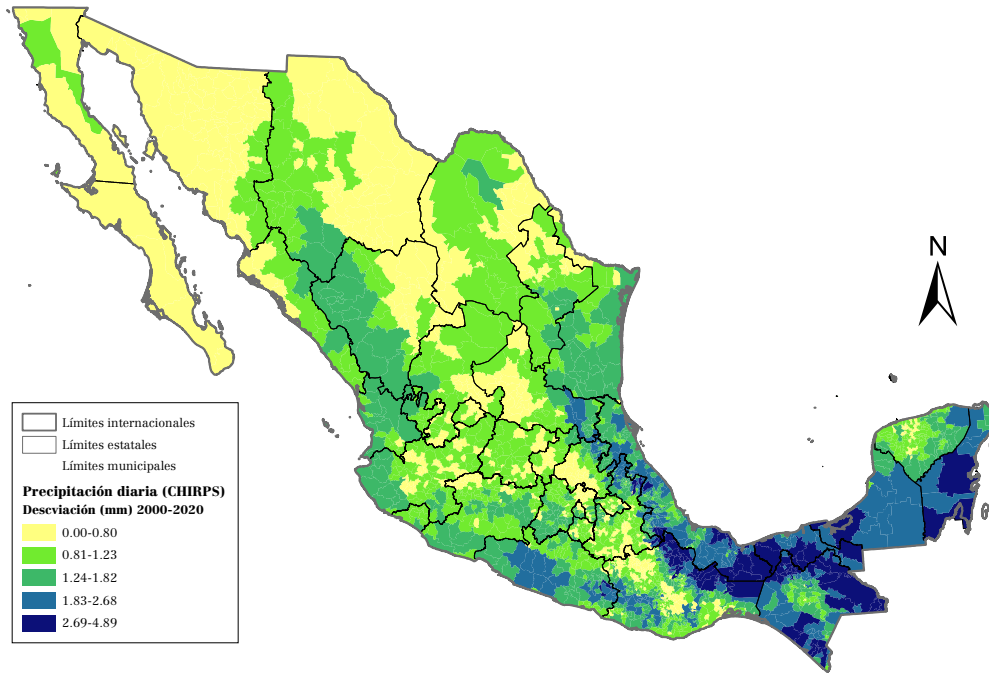 N
Límites internacionales
Límites estatales
Límites municipales
Precipitación diaria (CHIRPS)
Descviación (mm) 2000-2020
0.00-0.80
0.81-1.23
1.24-1.82
1.83-2.68
2.69-4.89